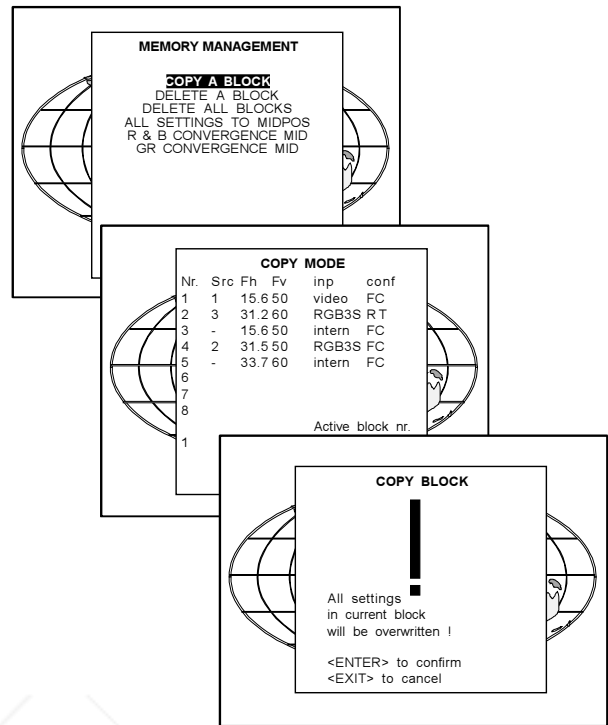 MEMORY MANAGEMENT
COPY A BLOCK
DELETE A BLOCK
DELETE ALL BLOCKS
ALL SETTINGS TO MIDPOS
R & B CONVERGENCE MID
GR CONVERGENCE MID
COPY MODE
Nr. Src Fh Fv inp conf
1 1 15.6 50 video FC
2 3 31.2 60 RGB3S RT
3 - 15.6 50 intern FC
4 2 31.5 50 RGB3S FC
5 - 33.7 60 intern FC
6
7
8
Active block nr.
1
COPY BLOCK
!
All settings
in current block
will be overwritten !
<ENTER> to confirm
<EXIT> to cancel